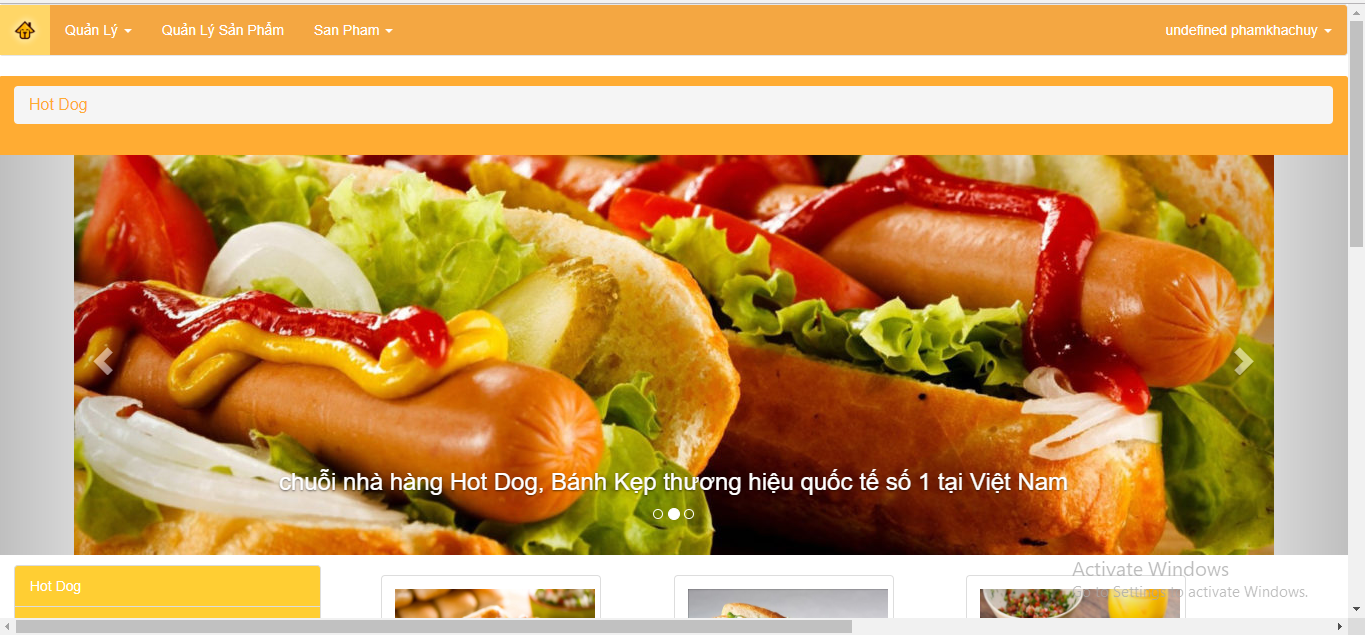 Quản Lý
Quản Lý Sản Phẩm
San Pham
undefined phamkhachuy
Hot Dog
chuỗi nhà hàng Hot Dog, Bánh Kẹp thương hiệu quốc tế số 1 tại Việt Nam
Hot Dog
Activate Windows
Go to Settings to activate Windows.